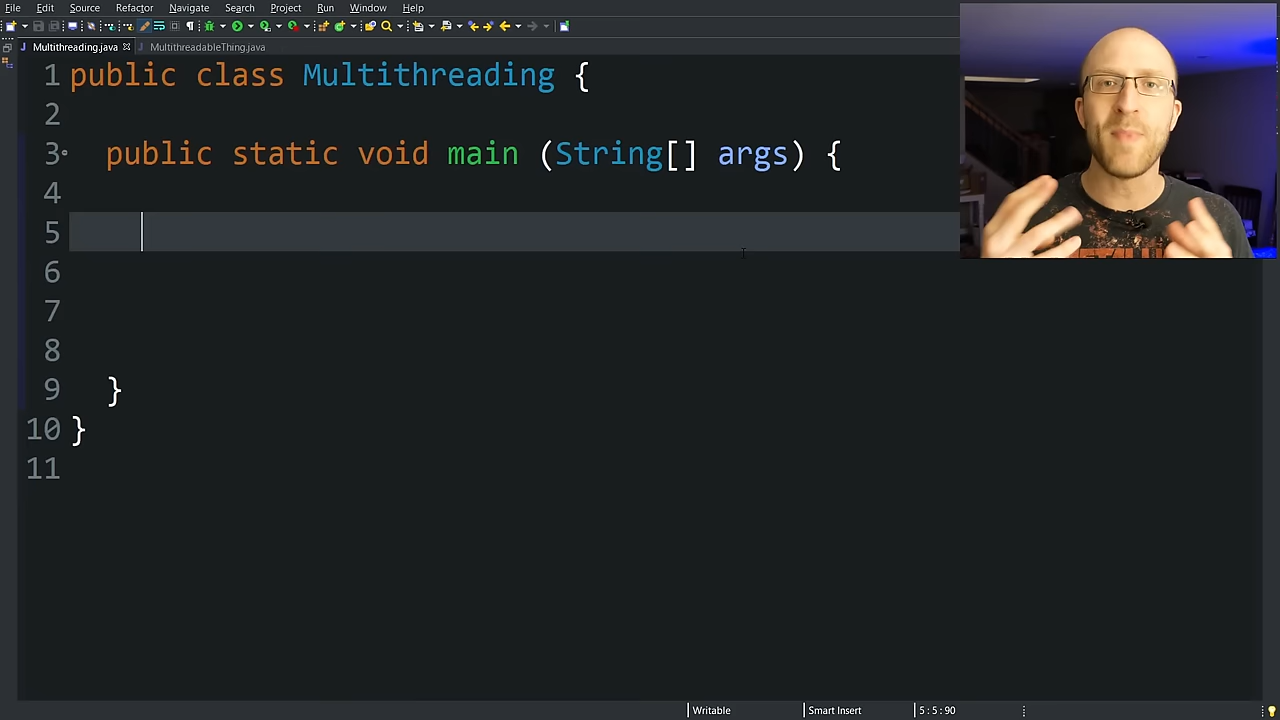 File Edit Source Refactor Navigate Search Project Run Window Help
Multithreading.java MultithreadableThing.java
1 public class Multithreading {
2
3 public static void main (String[] args) {
4
5
6
7
8
9 }
10 }
11
Writable Smart Insert 5 : 5 : 90